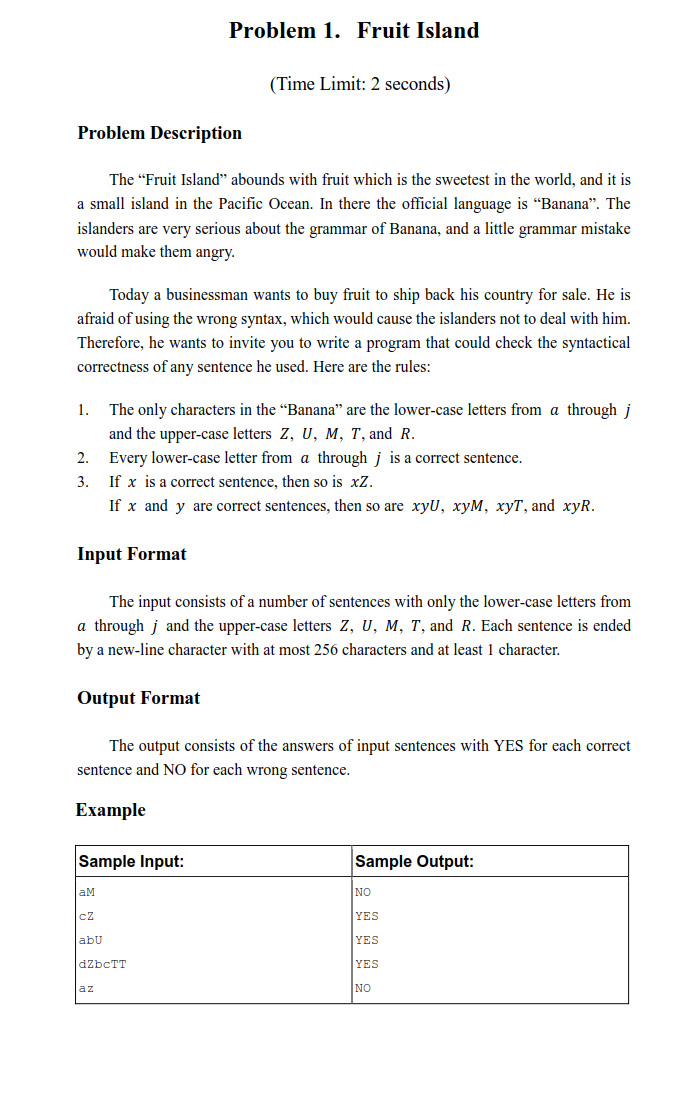 Problem 1. Fruit Island
(Time Limit: 2 seconds)
Problem Description
The “Fruit Island” abounds with fruit which is the sweetest in the world, and it is
a small island in the Pacific Ocean. In there the official language is “Banana”. The
islanders are very serious about the grammar of Banana, and a little grammar mistake
would make them angry.
Today a businessman wants to buy fruit to ship back his country for sale. He is
afraid of using the wrong syntax, which would cause the islanders not to deal with him.
Therefore, he wants to invite you to write a program that could check the syntactical
correctness of any sentence he used. Here are the rules:
1. The only characters in the “Banana” are the lower-case letters from a through j
and the upper-case letters Z, U, M, T, and R.
2. Every lower-case letter from a through j is a correct sentence.
3. If x is a correct sentence, then so is xZ.
If x and y are correct sentences, then so are xyU, xyM, xyT, and xyR.
Input Format
The input consists of a number of sentences with only the lower-case letters from
a through j and the upper-case letters Z, U, M, T, and R. Each sentence is ended
by a new-line character with at most 256 characters and at least 1 character.
Output Format
The output consists of the answers of input sentences with YES for each correct
sentence and NO for each wrong sentence.
Example
Sample Input: Sample Output:
aM NO
cZ YES
abU YES
dZbcTT YES
az NO